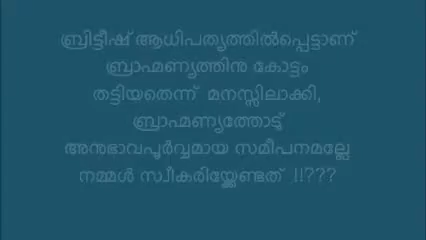 ബ്രിട്ടീഷ് ആധിപത്യത്തിൽപ്പെട്ടാണ്
ബ്രാഹ്മണ്യത്തിനു കോട്ടം
തട്ടിയതെന്ന് മനസ്സിലാക്കി,
ബ്രാഹ്മണ്യത്തോടു്
അനുഭാവപൂർവ്വമായ സമീപനമല്ലേ
നമ്മൾ സ്വീകരിയ്ക്കേണ്ടത് !!???